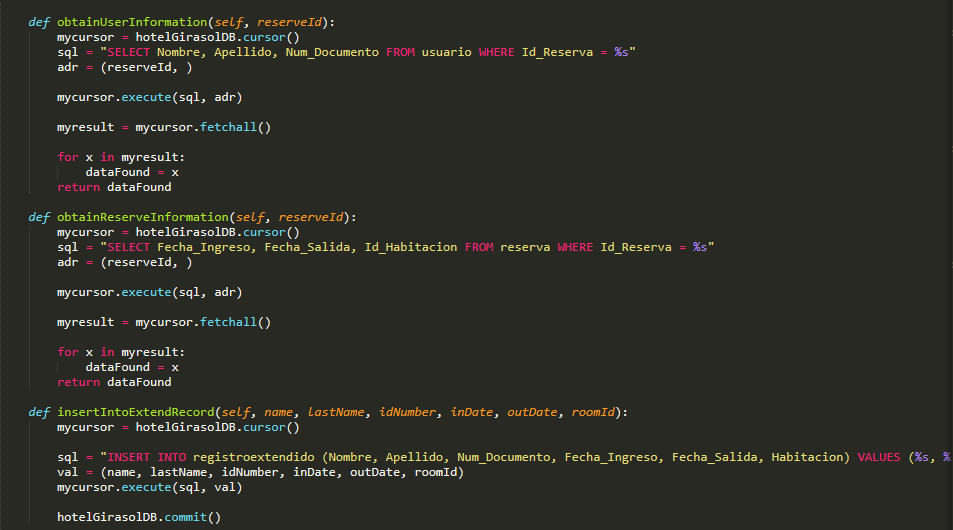 def obtainUserInformation(self, reserveId):
mycursor = hotelGirasolDB.cursor()
sql = "SELECT Nombre, Apellido, Num_Documento FROM usuario WHERE Id_Reserva = %s"
adr = (reserveId, )
mycursor.execute(sql, adr)
myresult = mycursor.fetchall()
for x in myresult:
dataFound = x
return dataFound
def obtainReserveInformation(self, reserveId):
mycursor = hotelGirasolDB.cursor()
sql = "SELECT Fecha_Ingreso, Fecha_Salida, Id_Habitacion FROM reserva WHERE Id_Reserva = %s"
adr = (reserveId, )
mycursor.execute(sql, adr)
myresult = mycursor.fetchall()
for x in myresult:
dataFound = x
return dataFound
def insertIntoExtendRecord(self, name, lastName, idNumber, inDate, outDate, roomId):
mycursor = hotelGirasolDB.cursor()
sql = "INSERT INTO registroextendido (Nombre, Apellido, Num_Documento, Fecha_Ingreso, Fecha_Salida, Habitacion) VALUES (%s, %
val = (name, lastName, idNumber, inDate, outDate, roomId)
mycursor.execute(sql, val)
hotelGirasolDB.commit()